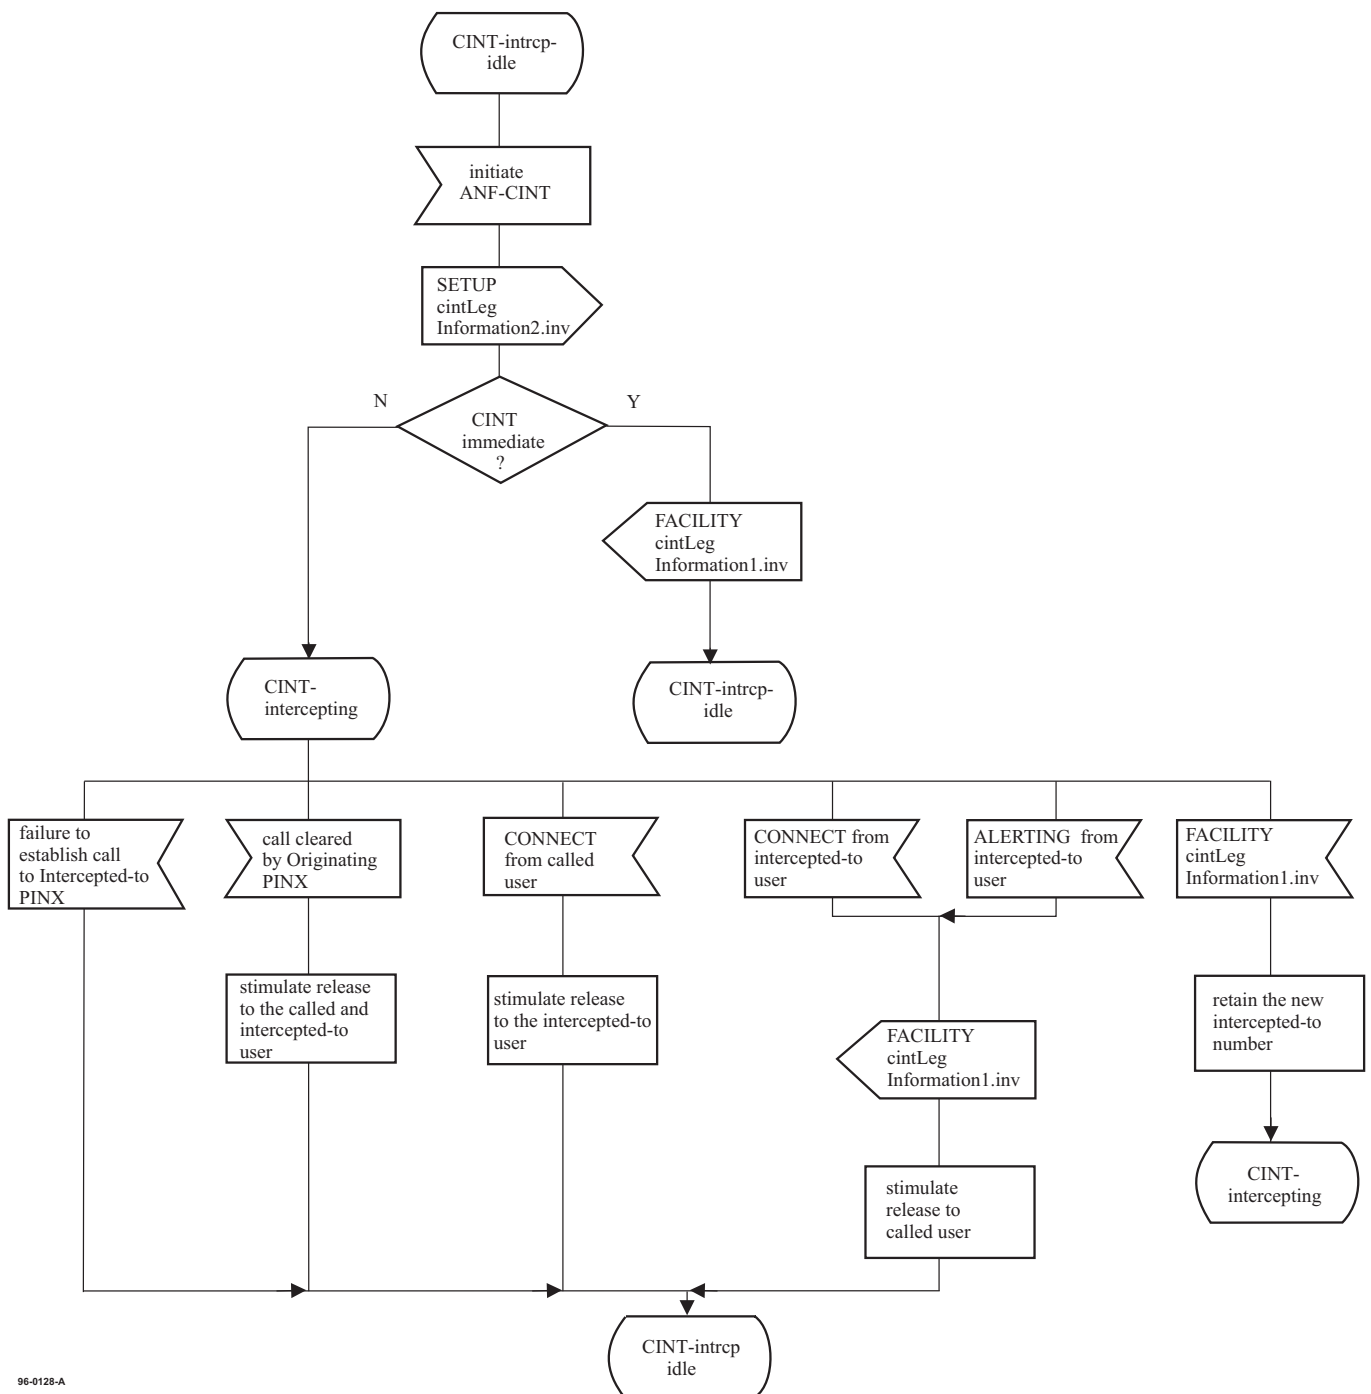 CINT-intrcp-
idle
initiate
ANF-CINT
SETUP
cintLeg
Information2.inv
N
Y
CINT
immediate
?
FACILITY
cintLeg
Information1.inv
CINT-
intercepting
CINT-intrcp-
idle
failure to
establish call
to Intercepted-to
PINX
call cleared
by Originating
PINX
CONNECT
from called
user
CONNECT from
intercepted-to
user
ALERTING from
intercepted-to
user
FACILITY
cintLeg
Information1.inv
stimulate release
to the called and
intercepted-to
user
stimulate release
to the intercepted-to
user
FACILITY
cintLeg
Information1.inv
retain the new
intercepted-to
number
stimulate
release to
called user
CINT-
intercepting
CINT-intrcp
idle
96-0128-A